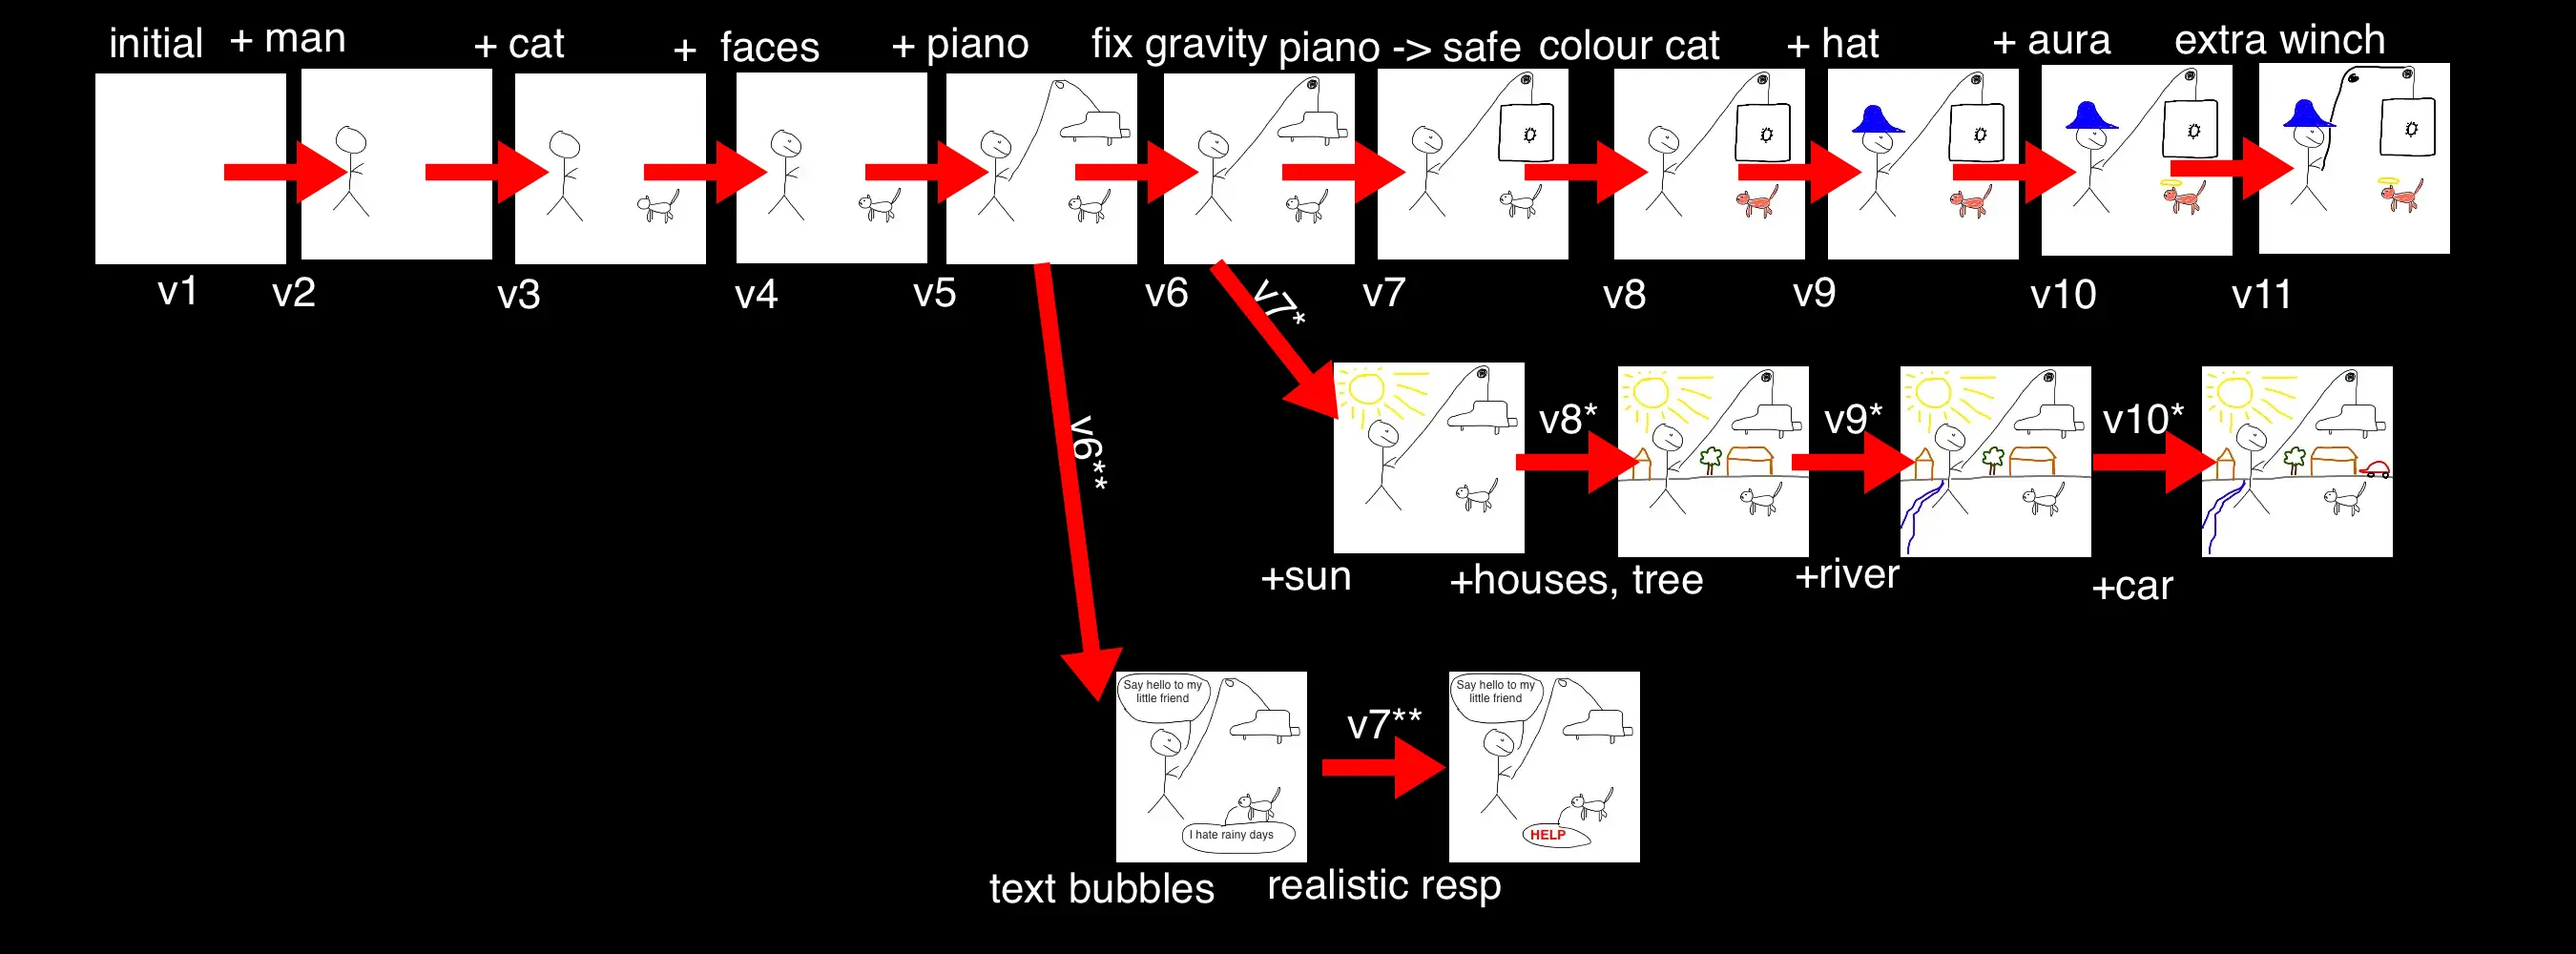 initial + man + cat + faces + piano fix gravity piano -> safe colour cat + hat + aura extra winch
v1 v2 v3 v4 v5 v6 v7 v8 v9 v10 v11
v7*
v8* v9* v10*
v6**
+sun +houses, tree +river +car
Say hello to my
little friend
Say hello to my
little friend
v7**
I hate rainy days
HELP
text bubbles realistic resp